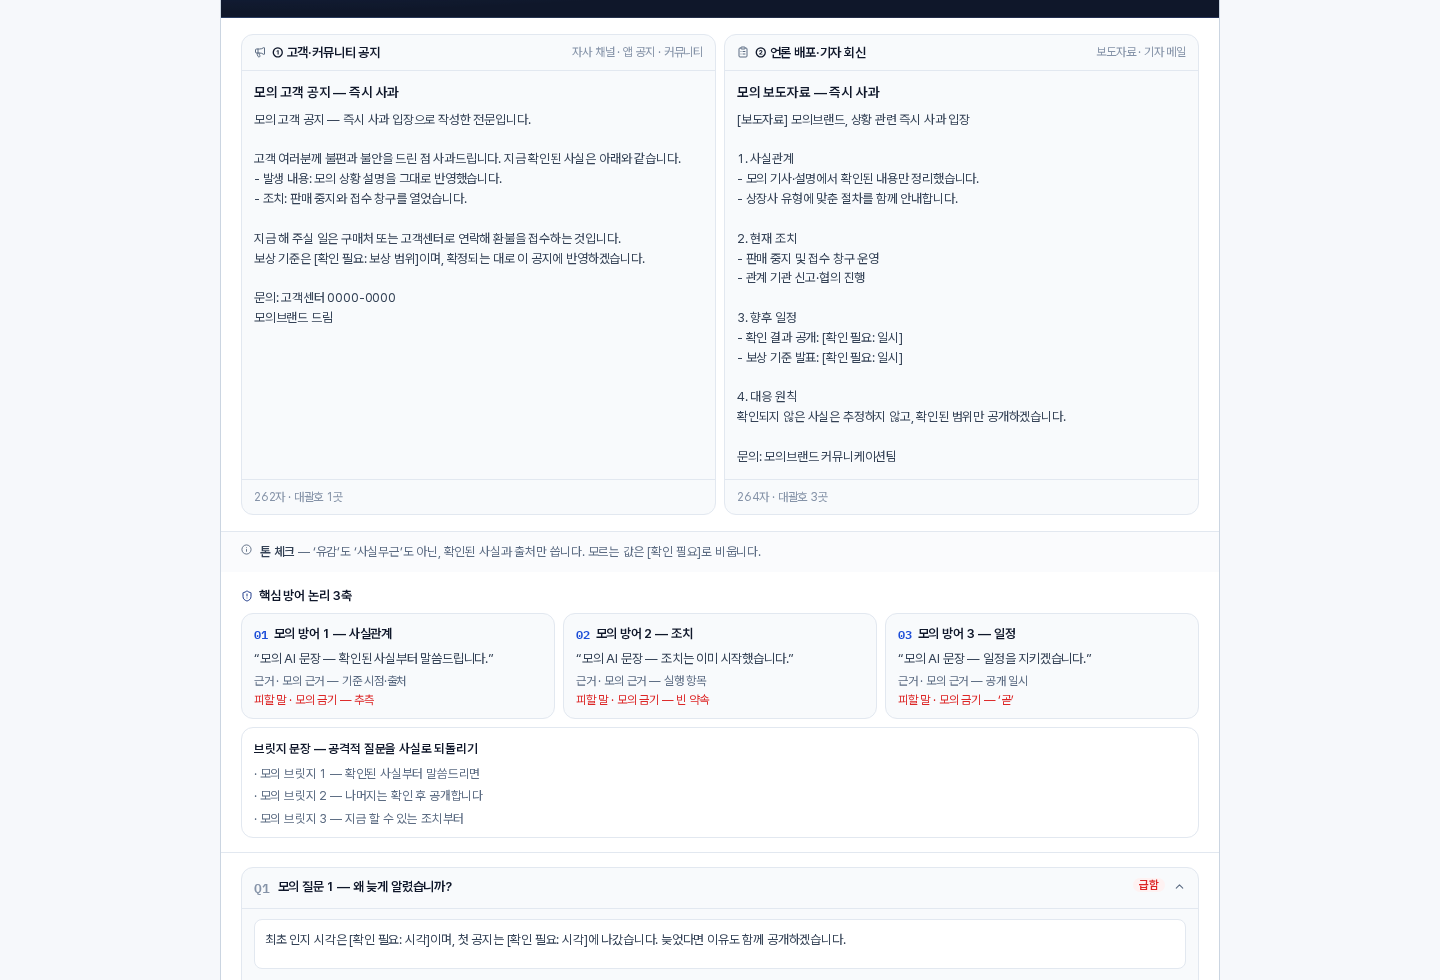 ① 고객·커뮤니티 공지
자사 채널 · 앱 공지 · 커뮤니티
모의 고객 공지 — 즉시 사과
모의 고객 공지 — 즉시 사과 입장으로 작성한 전문입니다.
고객 여러분께 불편과 불안을 드린 점 사과드립니다. 지금 확인된 사실은 아래와 같습니다.
- 발생 내용: 모의 상황 설명을 그대로 반영했습니다.
- 조치: 판매 중지와 접수 창구를 열었습니다.
지금 해 주실 일은 구매처 또는 고객센터로 연락해 환불을 접수하는 것입니다.
보상 기준은 [확인 필요: 보상 범위]이며, 확정되는 대로 이 공지에 반영하겠습니다.
문의: 고객센터 0000-0000
모의브랜드 드림
262자 · 대괄호 1곳
② 언론 배포·기자 회신
보도자료 · 기자 메일
모의 보도자료 — 즉시 사과
[보도자료] 모의브랜드, 상황 관련 즉시 사과 입장
1. 사실관계
- 모의 기사·설명에서 확인된 내용만 정리했습니다.
- 상장사 유형에 맞춘 절차를 함께 안내합니다.
2. 현재 조치
- 판매 중지 및 접수 창구 운영
- 관계 기관 신고·협의 진행
3. 향후 일정
- 확인 결과 공개: [확인 필요: 일시]
- 보상 기준 발표: [확인 필요: 일시]
4. 대응 원칙
확인되지 않은 사실은 추정하지 않고, 확인된 범위만 공개하겠습니다.
문의: 모의브랜드 커뮤니케이션팀
264자 · 대괄호 3곳
톤 체크 — ‘유감’도 ‘사실무근’도 아닌, 확인된 사실과 출처만 씁니다. 모르는 값은 [확인 필요]로 비웁니다.
핵심 방어 논리 3축
01 모의 방어 1 — 사실관계
“모의 AI 문장 — 확인된 사실부터 말씀드립니다.”
근거 · 모의 근거 — 기준 시점·출처
피할 말 · 모의 금기 — 추측
02 모의 방어 2 — 조치
“모의 AI 문장 — 조치는 이미 시작했습니다.”
근거 · 모의 근거 — 실행 항목
피할 말 · 모의 금기 — 빈 약속
03 모의 방어 3 — 일정
“모의 AI 문장 — 일정을 지키겠습니다.”
근거 · 모의 근거 — 공개 일시
피할 말 · 모의 금기 — ‘곧’
브릿지 문장 — 공격적 질문을 사실로 되돌리기
· 모의 브릿지 1 — 확인된 사실부터 말씀드리면
· 모의 브릿지 2 — 나머지는 확인 후 공개합니다
· 모의 브릿지 3 — 지금 할 수 있는 조치부터
Q1 모의 질문 1 — 왜 늦게 알렸습니까?
급함
최초 인지 시각은 [확인 필요: 시각]이며, 첫 공지는 [확인 필요: 시각]에 나갔습니다. 늦었다면 이유도 함께 공개하겠습니다.